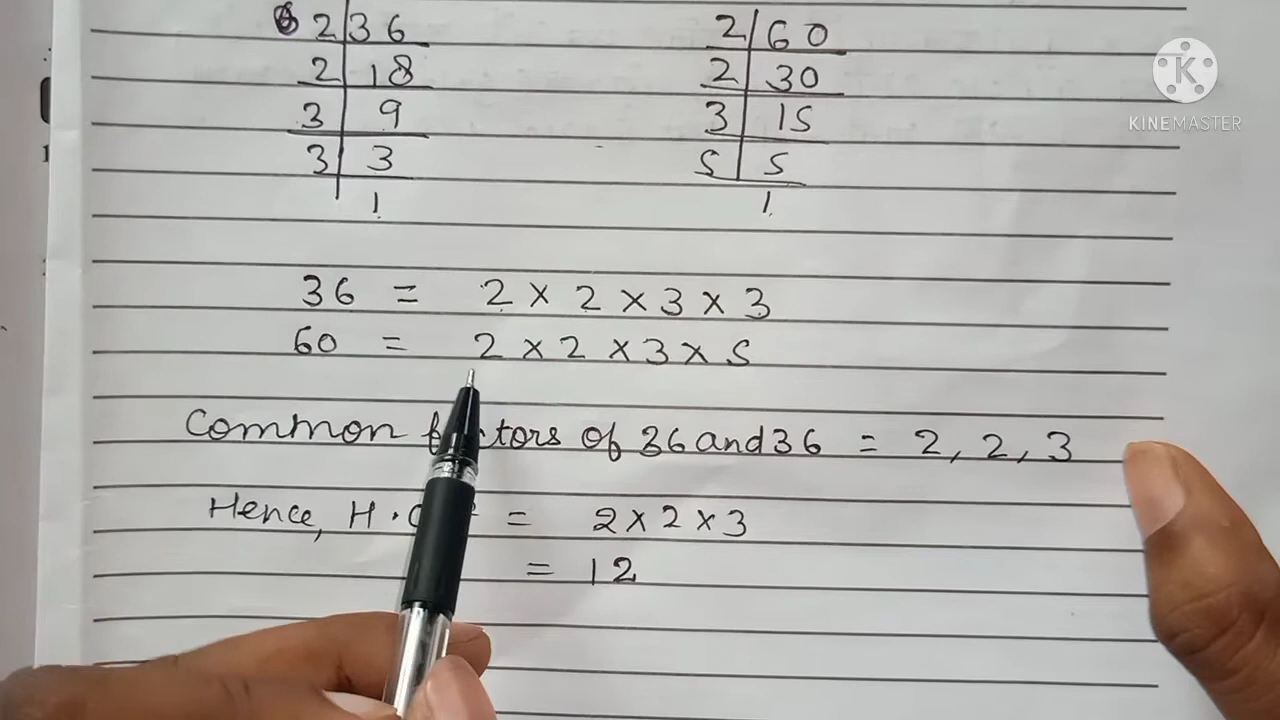 2 36
2 18
3 9
3 3
1
2 60
2 30
3 15
5 5
1
KINEMASTER
36 = 2 × 2 × 3 × 3
60 = 2 × 2 × 3 × 5
Common of 36 and 36 = 2, 2, 3
Hence, = 2 × 2 × 3
= 12